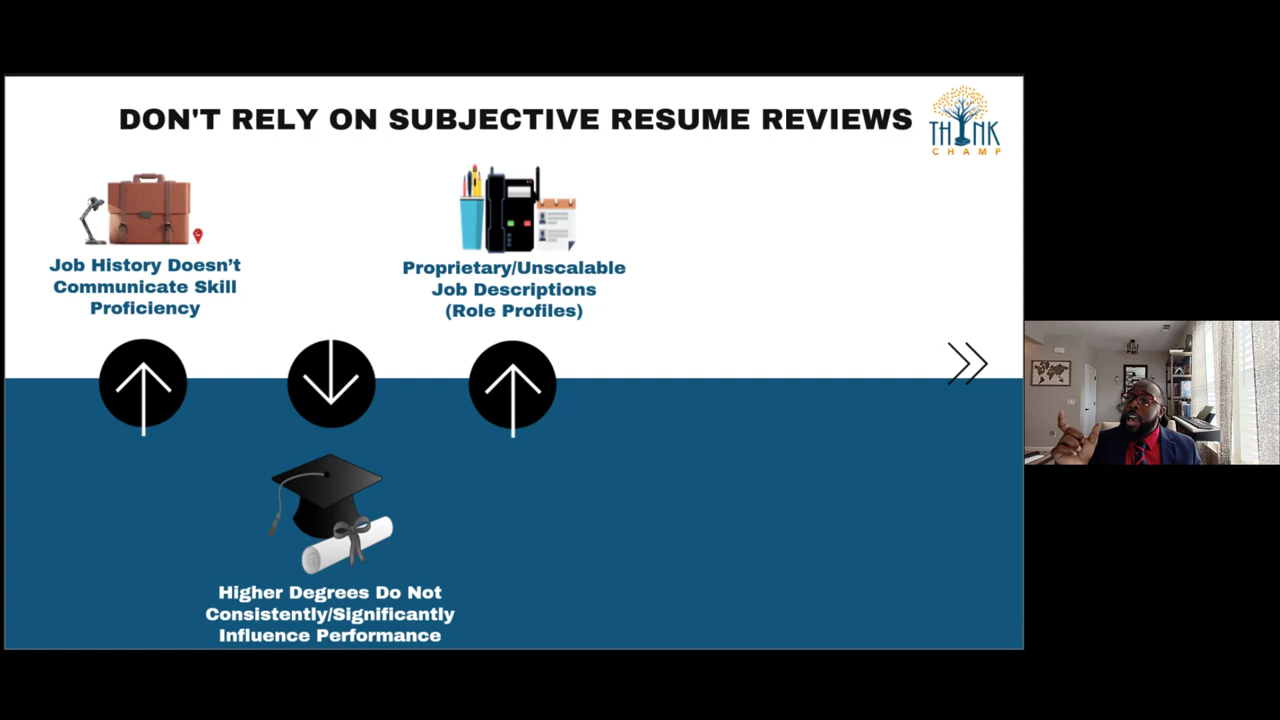 DON'T RELY ON SUBJECTIVE RESUME REVIEWS
THINK
CHAMP
Job History Doesn’t
Communicate Skill
Proficiency
Proprietary/Unscalable
Job Descriptions
(Role Profiles)
Higher Degrees Do Not
Consistently/Significantly
Influence Performance